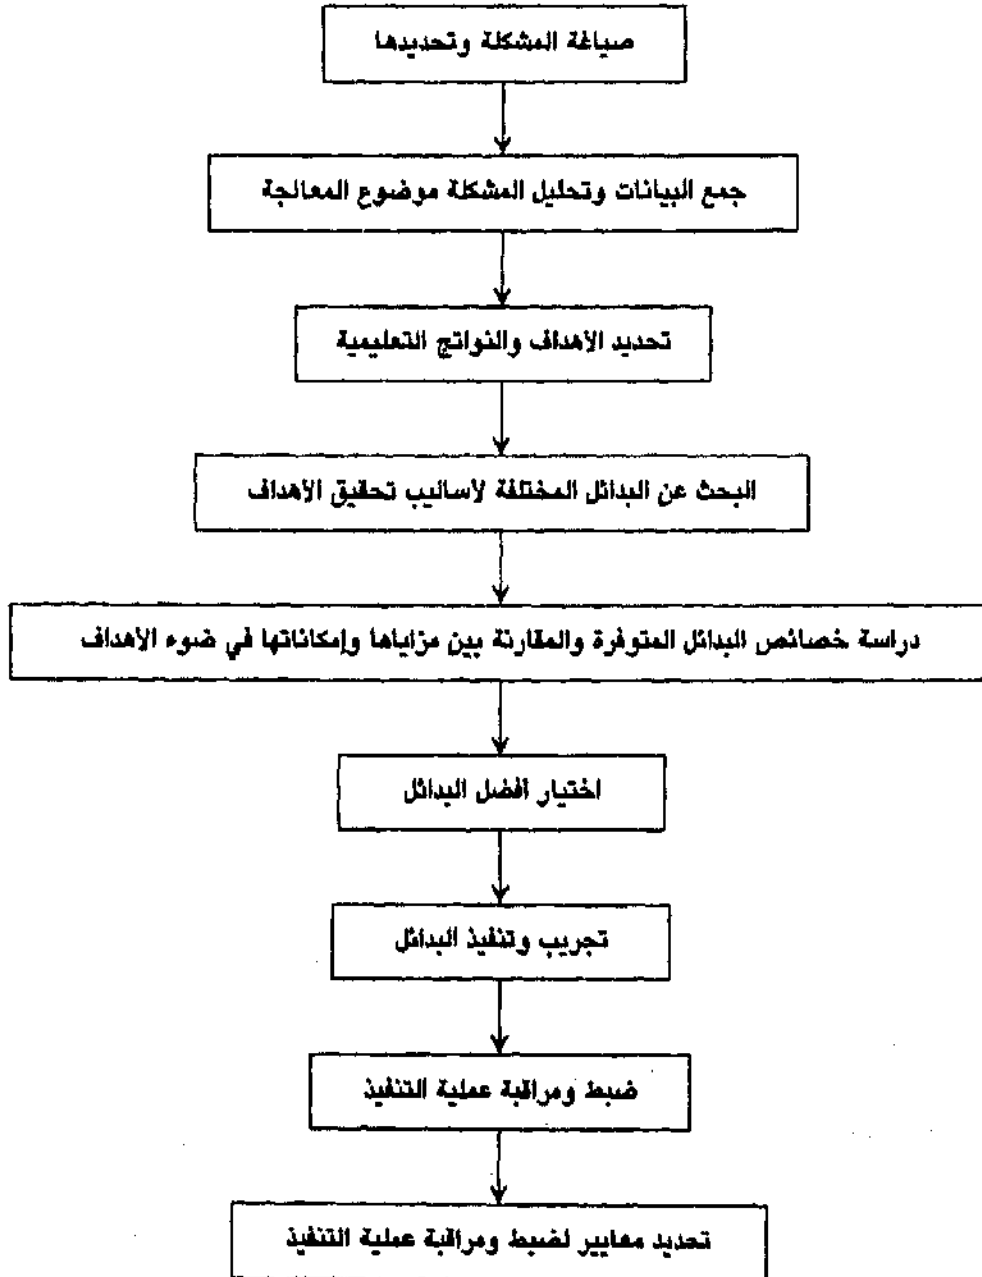 صياغة المشكلة وتحديدها
جمع البيانات وتحليل المشكلة موضوع المعالجة
تحديد الأهداف والنواتج التعليمية
البحث عن البدائل المختلفة لأساليب تحقيق الأهداف
دراسة خصائص البدائل المتوفرة والمقارنة بين مزاياها وإمكاناتها في ضوء الأهداف
اختيار أفضل البدائل
تجريب وتنفيذ البدائل
ضبط ومراقبة عملية التنفيذ
تحديد معايير لضبط ومراقبة عملية التنفيذ